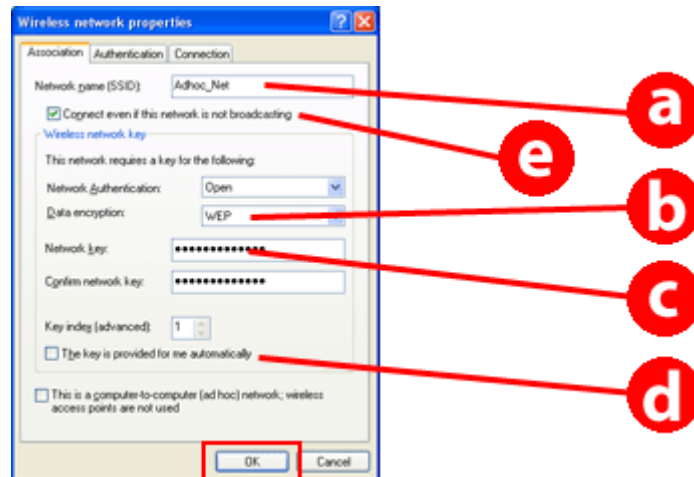 Wireless network properties
Association Authentication Connection
Network name (SSID): Adhoc_Net
Connect even if this network is not broadcasting
Wireless network key
This network requires a key for the following:
Network Authentication: Open
Data encryption: WEP
Network key: •••••••••••••
Confirm network key: •••••••••••••
Key index (advanced): 1
The key is provided for me automatically
This is a computer-to-computer (ad hoc) network; wireless
access points are not used
OK Cancel
a
e
b
c
d